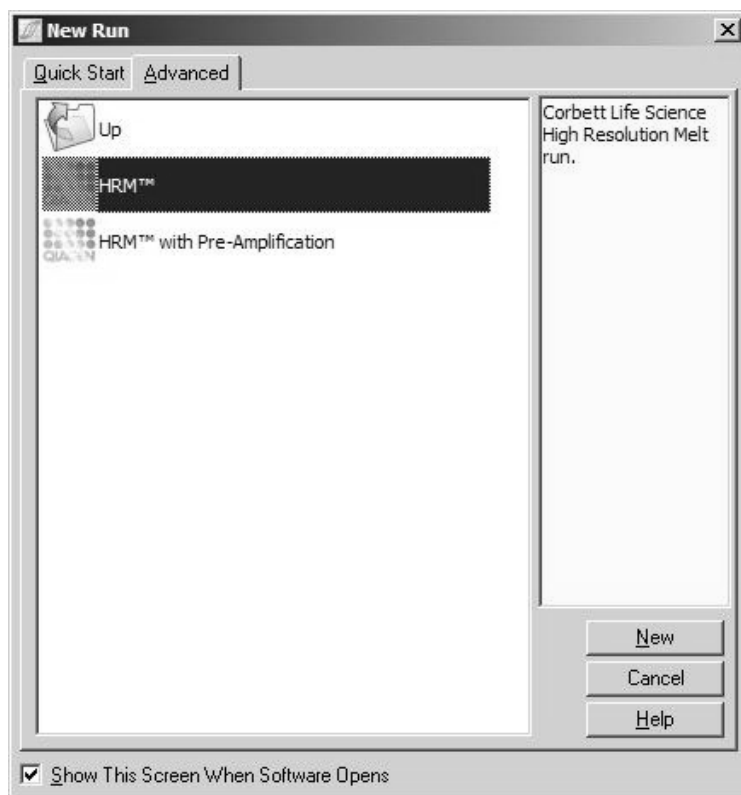 New Run
Quick Start Advanced
Up
HRM™
HRM™ with Pre-Amplification
QIAGEN
Corbett Life Science
High Resolution Melt
run.
New
Cancel
Help
Show This Screen When Software Opens